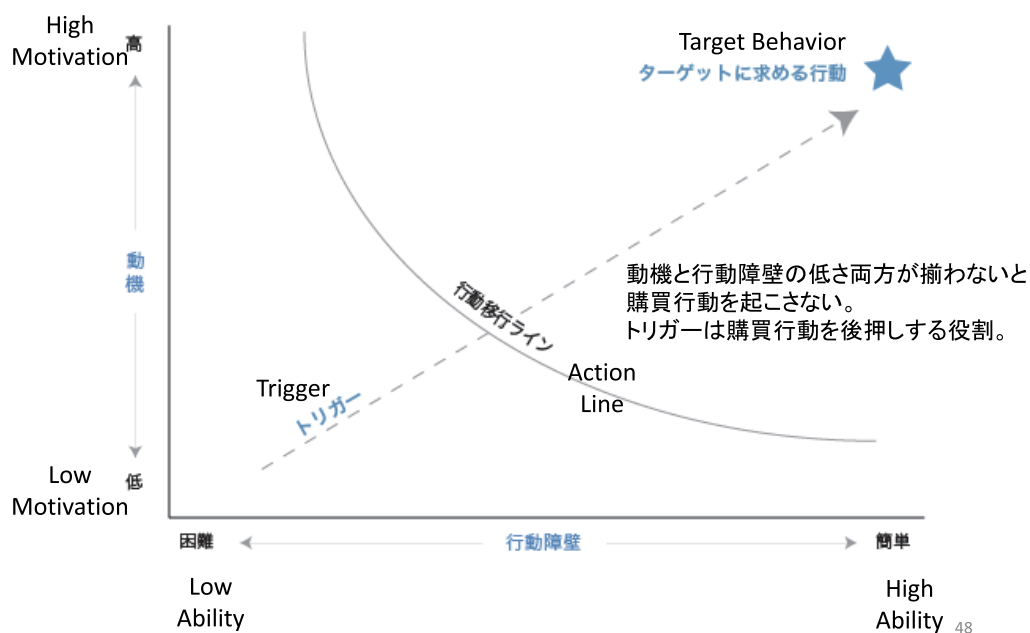 High
Motivation
高
Target Behavior
ターゲットに求める行動
動
機
動機と行動障壁の低さ両方が揃わないと
購買行動を起こさない。
トリガーは購買行動を後押しする役割。
行動移行ライン
Action
Line
Trigger
トリガー
Low
Motivation
低
困難
行動障壁
簡単
Low
Ability
High
Ability
48